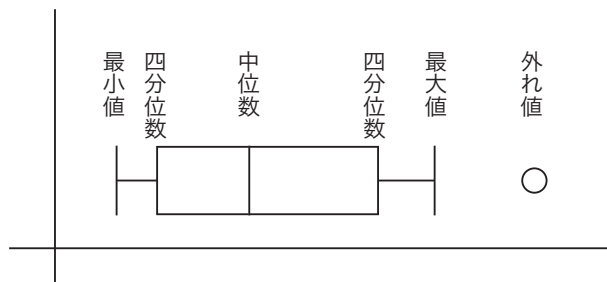 最小値
四分位数
中位数
四分位数
最大値
外れ値